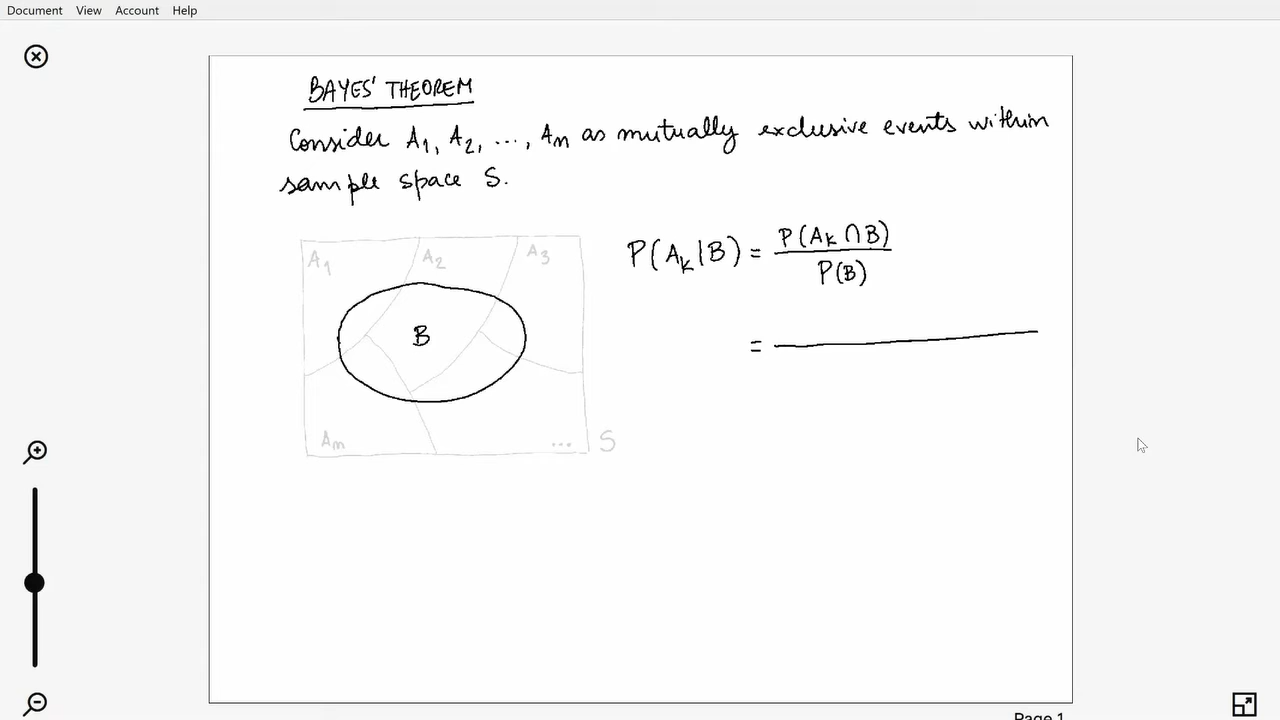 Document View Account Help
BAYES' THEOREM
Consider A₁, A₂, ..., Aₙ as mutually exclusive events within
sample space S.
P(Aₖ|B) = P(Aₖ ∩ B) / P(B)
=
A₁ A₂ A₃
B
Aₙ ... S
Page 1